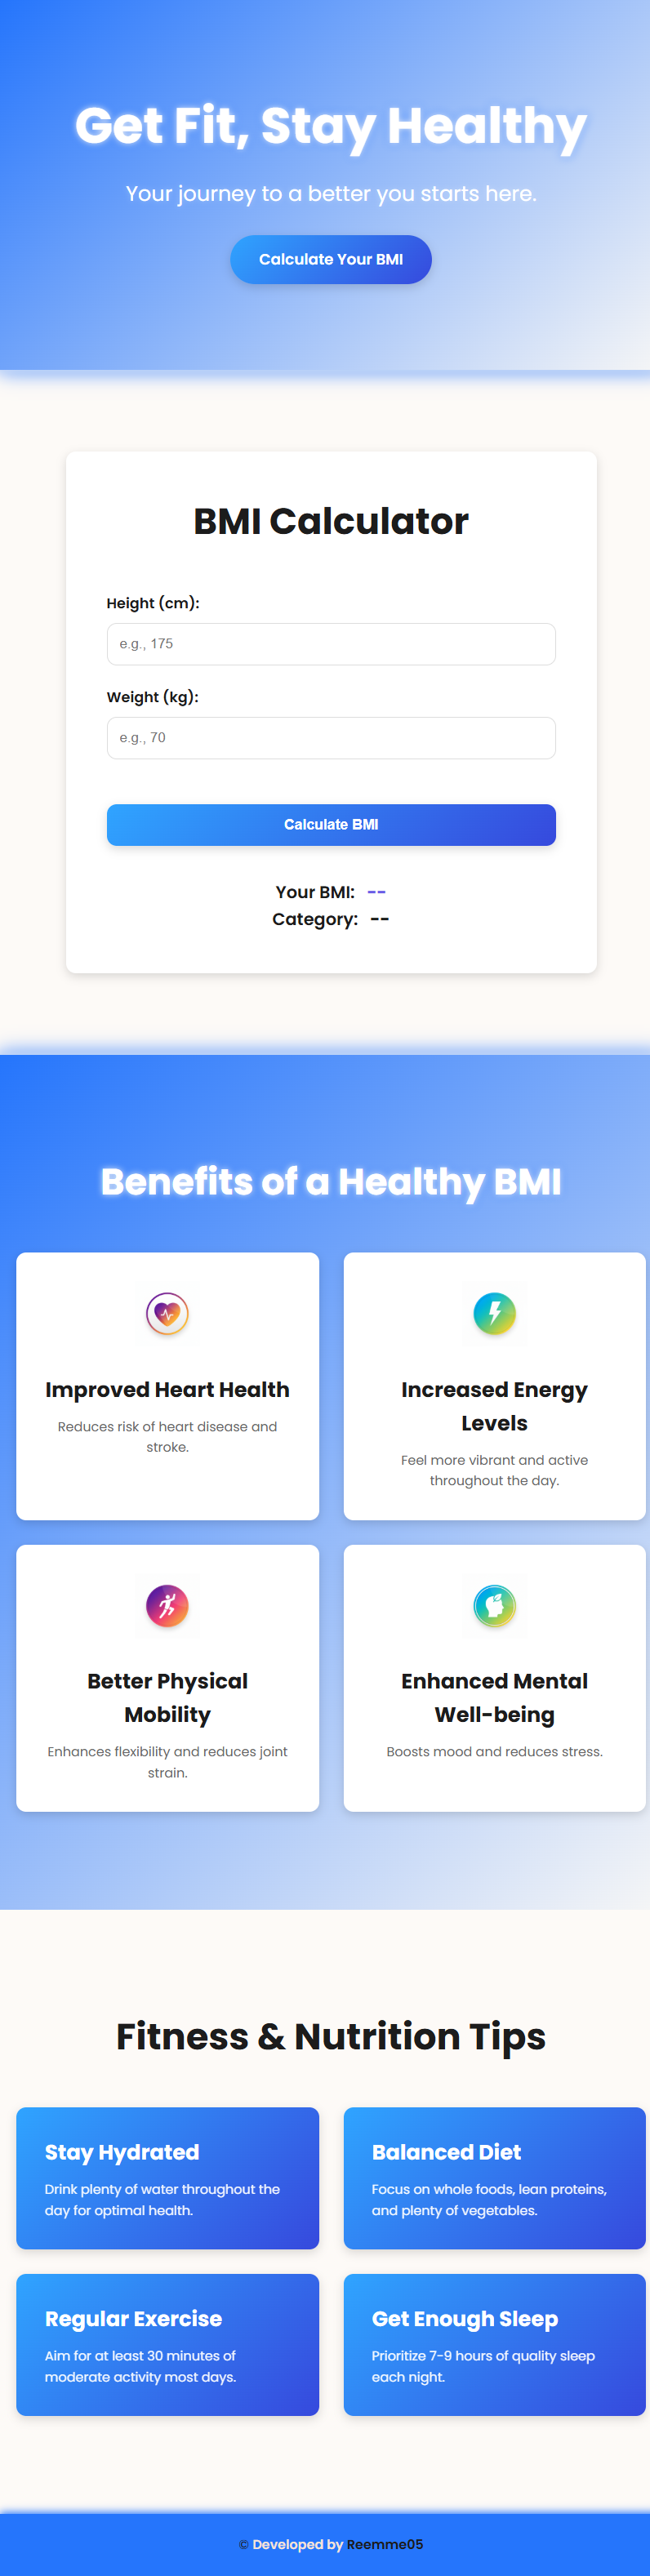 Get Fit, Stay Healthy
Your journey to a better you starts here.
Calculate Your BMI
BMI Calculator
Height (cm):
e.g., 175
Weight (kg):
e.g., 70
Calculate BMI
Your BMI: --
Category: --
Benefits of a Healthy BMI
Improved Heart Health
Reduces risk of heart disease and
stroke.
Increased Energy
Levels
Feel more vibrant and active
throughout the day.
Better Physical
Mobility
Enhances flexibility and reduces joint
strain.
Enhanced Mental
Well-being
Boosts mood and reduces stress.
Fitness & Nutrition Tips
Stay Hydrated
Drink plenty of water throughout the
day for optimal health.
Balanced Diet
Focus on whole foods, lean proteins,
and plenty of vegetables.
Regular Exercise
Aim for at least 30 minutes of
moderate activity most days.
Get Enough Sleep
Prioritize 7-9 hours of quality sleep
each night.
© Developed by Reemme05